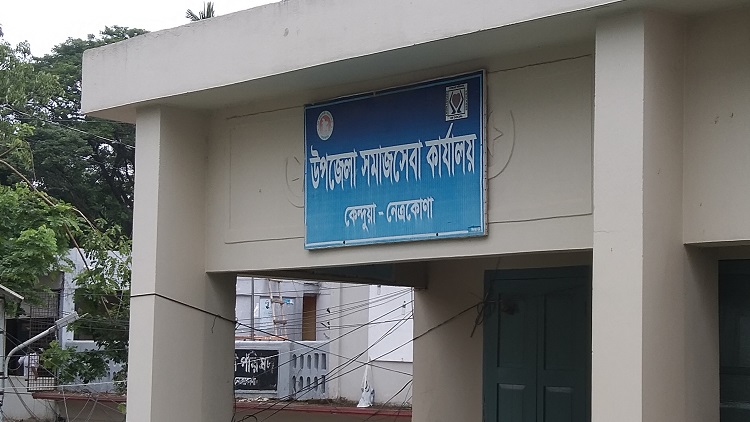 উপজেলা সমাজসেবা কার্যালয়
কেন্দুয়া - নেত্রকোণা